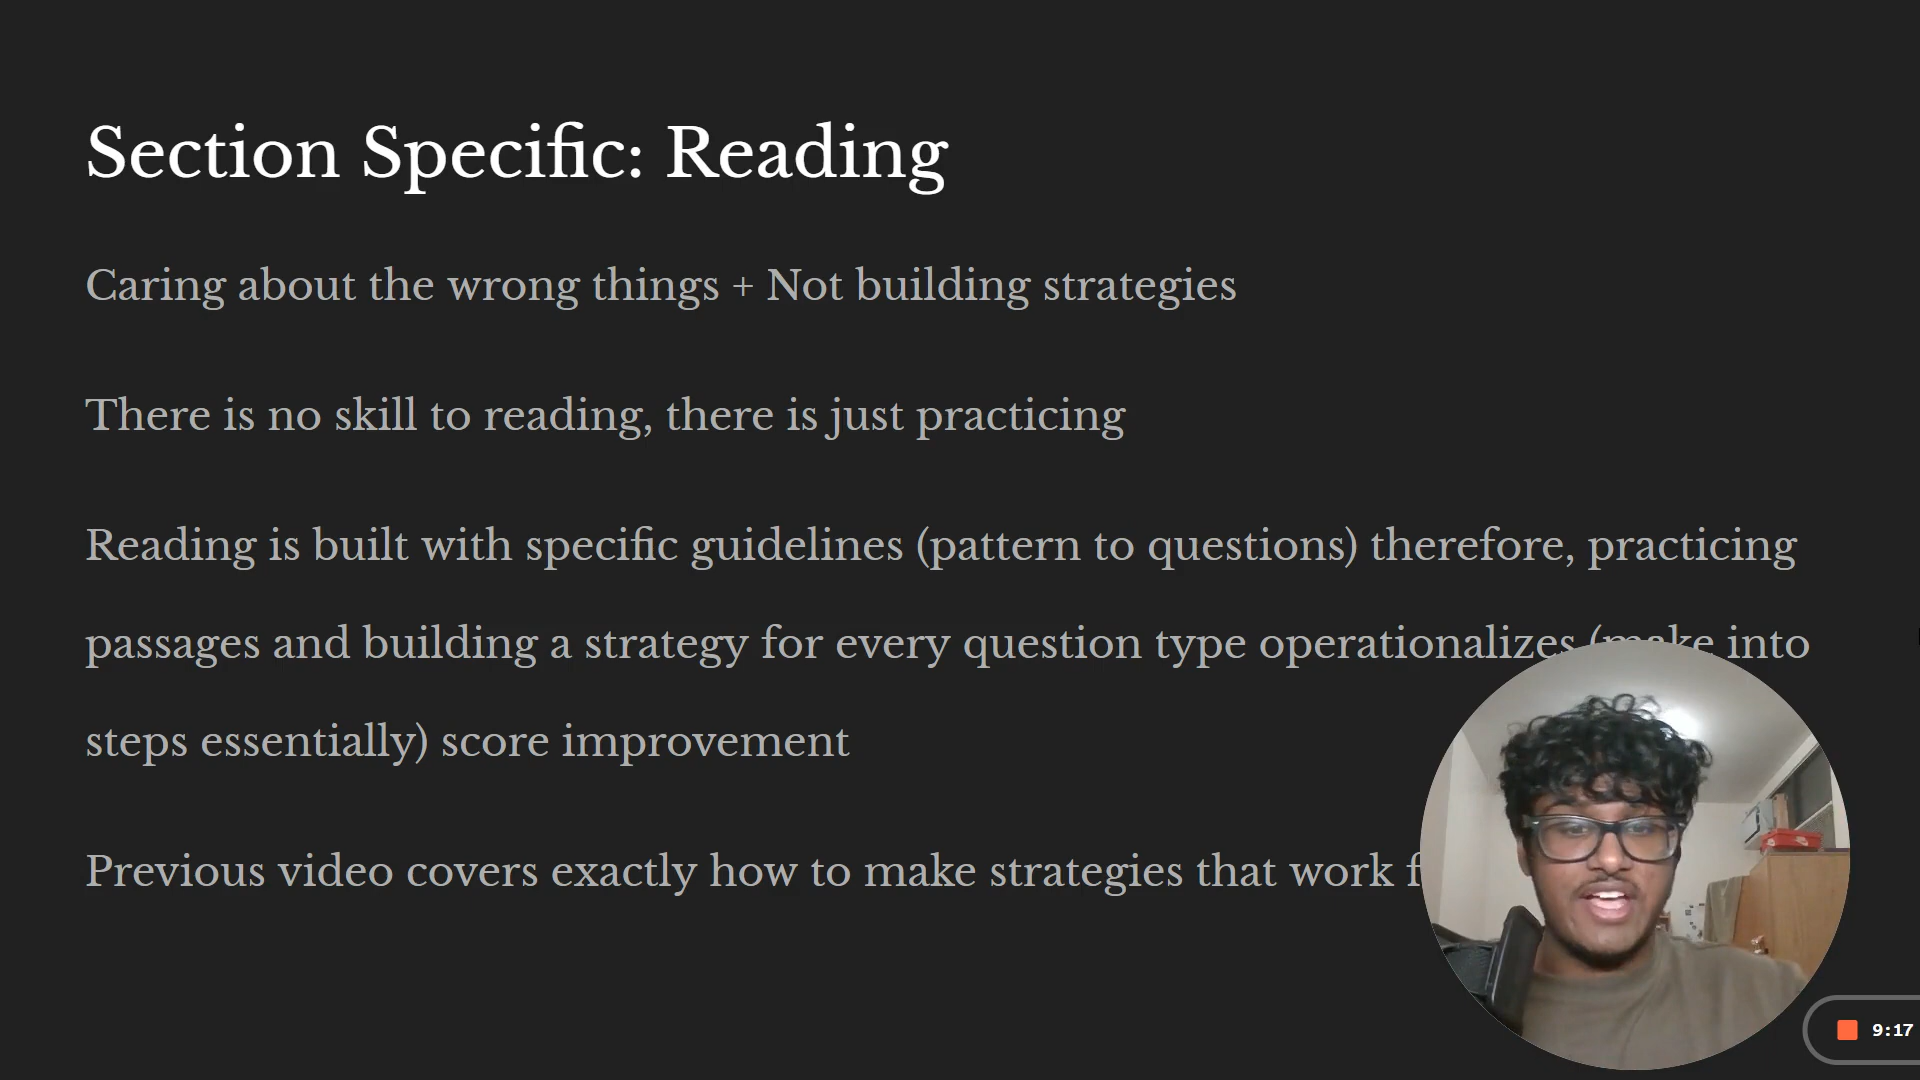 Section Specific: Reading
Caring about the wrong things + Not building strategies
There is no skill to reading, there is just practicing
Reading is built with specific guidelines (pattern to questions) therefore, practicing
passages and building a strategy for every question type operationalizes (make into
steps essentially) score improvement
Previous video covers exactly how to make strategies that work
9:17